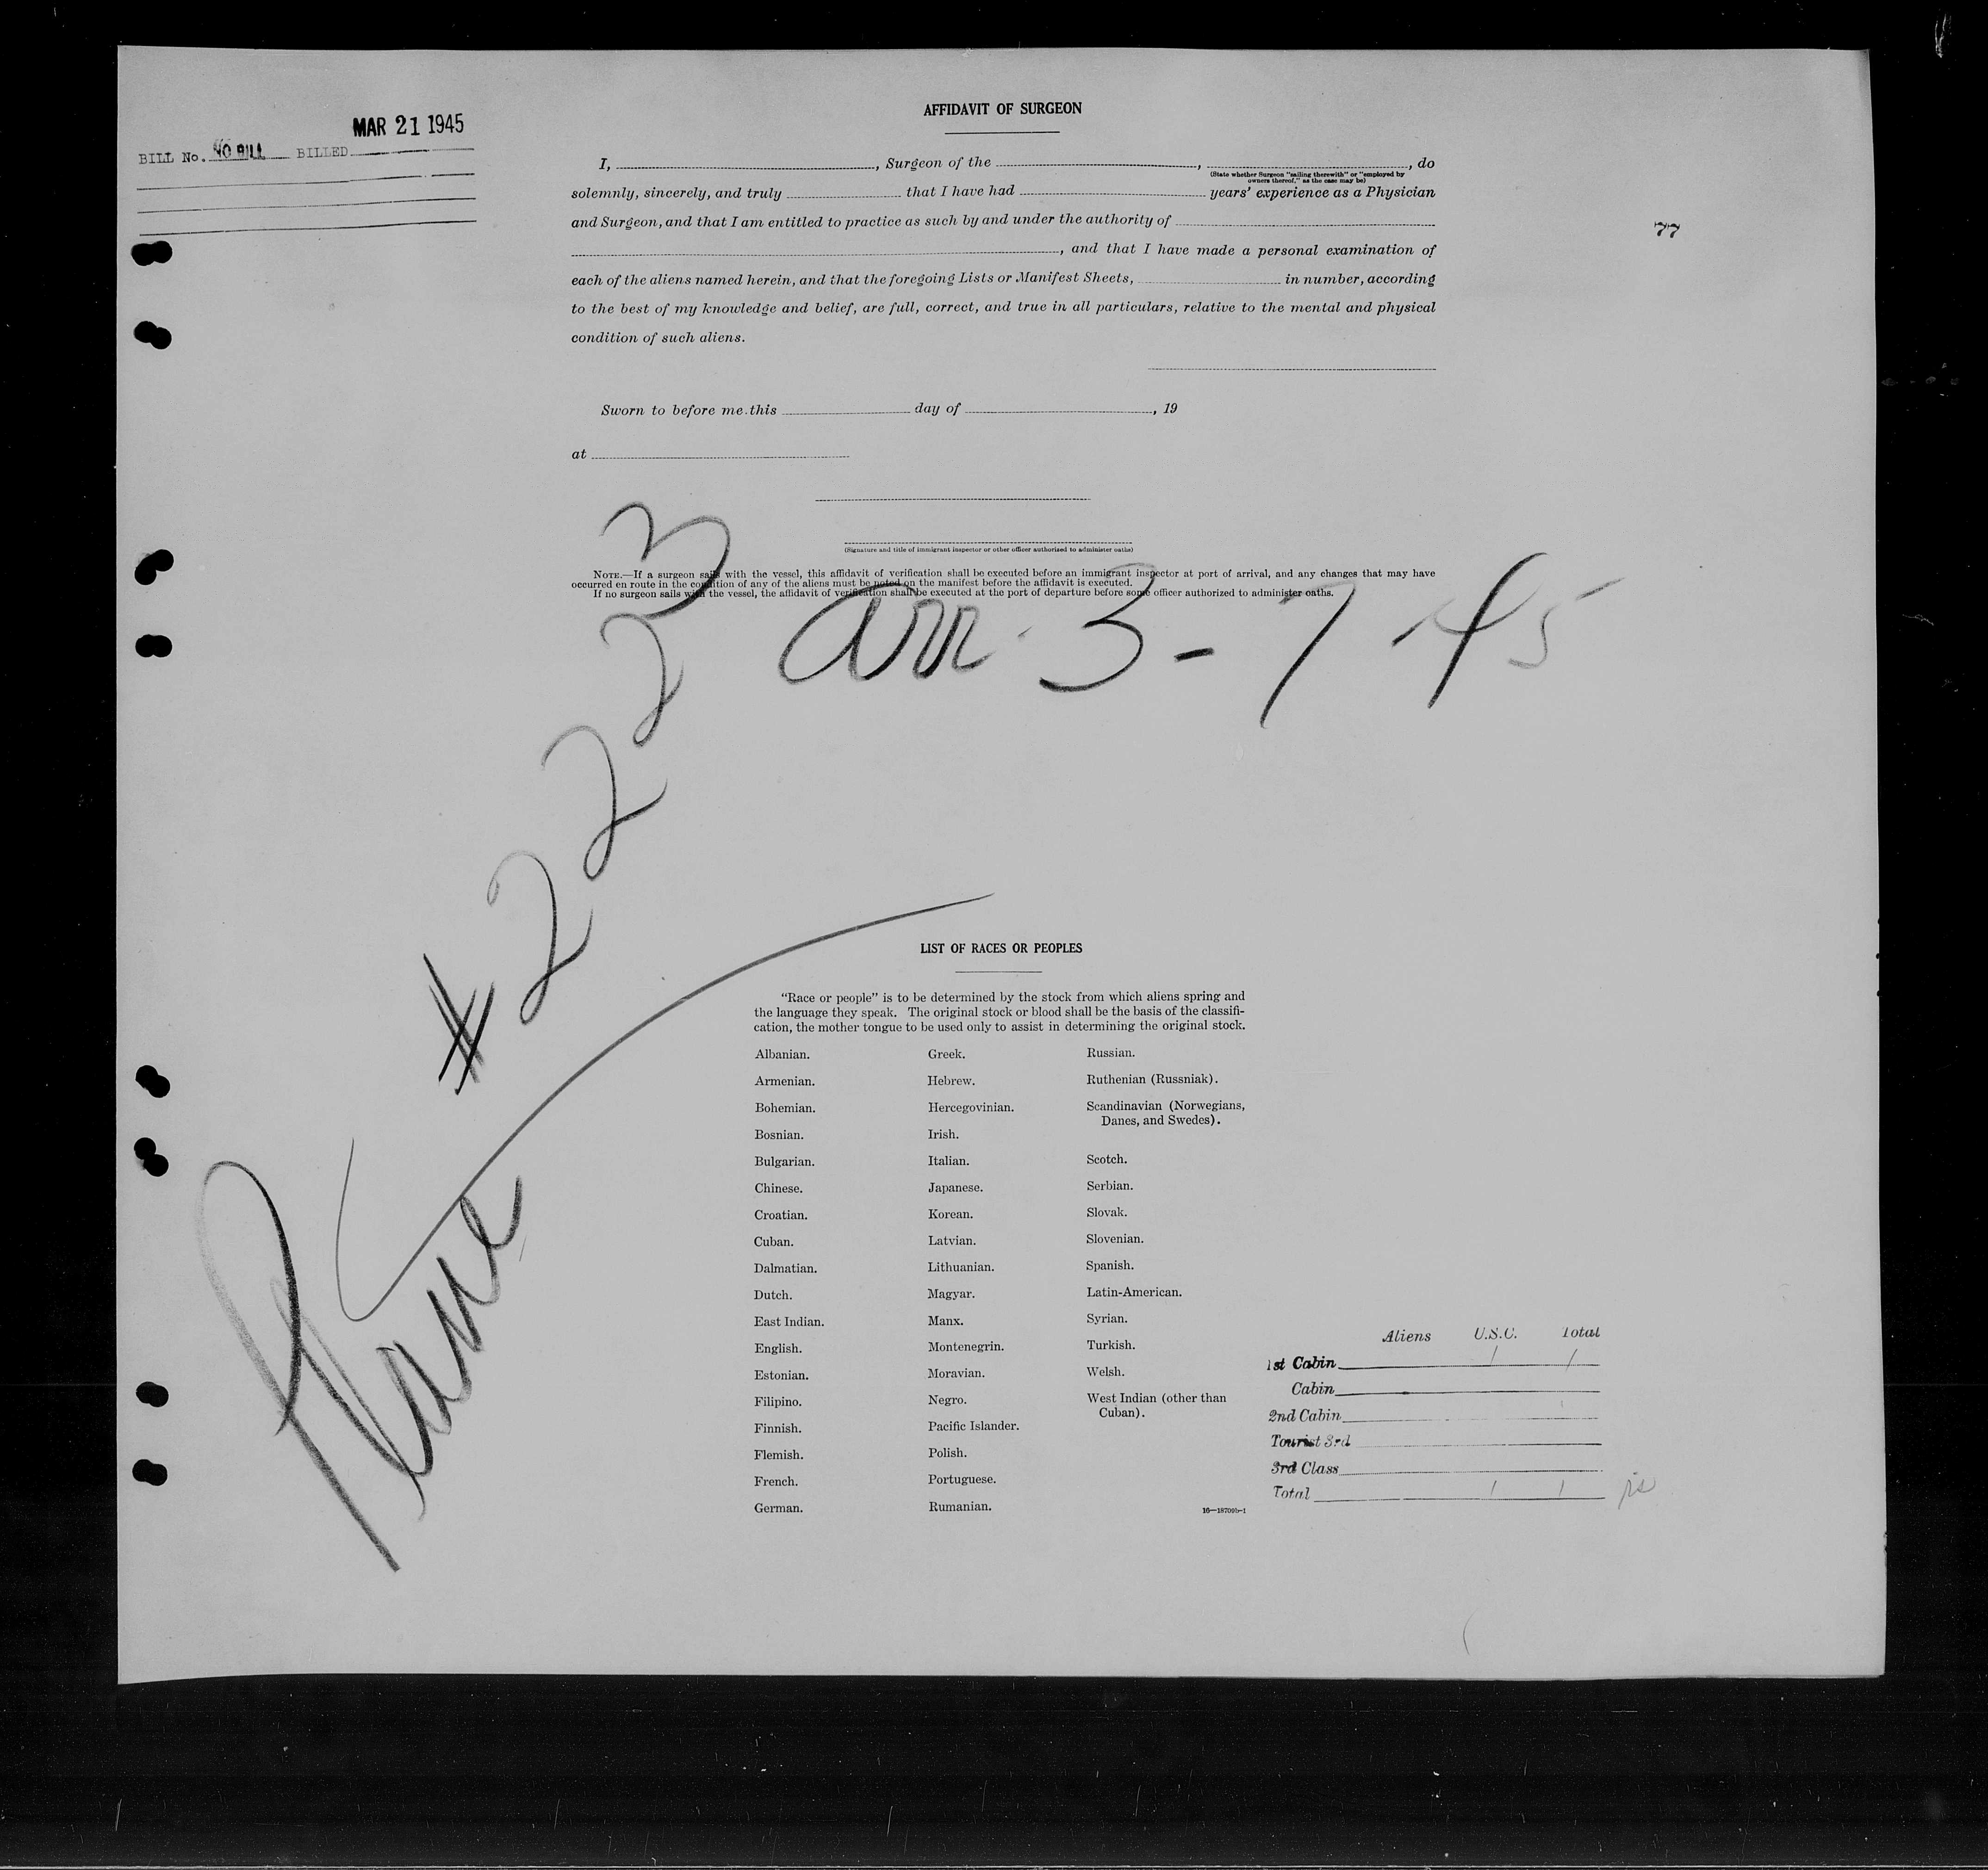 MAR 21 1945
BILL No. NO BILL BILLED
AFFIDAVIT OF SURGEON
I, , Surgeon of the , , do
(State whether Surgeon "sailing therewith" or "employed by
owners thereof," as the case may be)
solemnly, sincerely, and truly that I have had years' experience as a Physician
and Surgeon, and that I am entitled to practice as such by and under the authority of
, and that I have made a personal examination of
77
each of the aliens named herein, and that the foregoing Lists or Manifest Sheets, in number, according
to the best of my knowledge and belief, are full, correct, and true in all particulars, relative to the mental and physical
condition of such aliens.
Sworn to before me this day of , 19
at
(Signature and title of immigrant inspector or other officer authorized to administer oaths)
NOTE.—If a surgeon sails with the vessel, this affidavit of verification shall be executed before an immigrant inspector at port of arrival, and any changes that may have
occurred en route in the condition of any of the aliens must be noted on the manifest before the affidavit is executed.
If no surgeon sails with the vessel, the affidavit of verification shall be executed at the port of departure before some officer authorized to administer oaths.
arr. 3-7-45
Plane #2223
LIST OF RACES OR PEOPLES
"Race or people" is to be determined by the stock from which aliens spring and
the language they speak. The original stock or blood shall be the basis of the classifi-
cation, the mother tongue to be used only to assist in determining the original stock.
Albanian.
Armenian.
Bohemian.
Bosnian.
Bulgarian.
Chinese.
Croatian.
Cuban.
Dalmatian.
Dutch.
East Indian.
English.
Estonian.
Filipino.
Finnish.
Flemish.
French.
German.
Greek.
Hebrew.
Hercegovinian.
Irish.
Italian.
Japanese.
Korean.
Latvian.
Lithuanian.
Magyar.
Manx.
Montenegrin.
Moravian.
Negro.
Pacific Islander.
Polish.
Portuguese.
Rumanian.
Russian.
Ruthenian (Russniak).
Scandinavian (Norwegians,
Danes, and Swedes).
Scotch.
Serbian.
Slovak.
Slovenian.
Spanish.
Latin-American.
Syrian.
Turkish.
Welsh.
West Indian (other than
Cuban).
16—18709b-1
Aliens U.S.C. Total
1st Cabin 1 1
Cabin
2nd Cabin
Tourist 3rd
3rd Class
Total 1 1